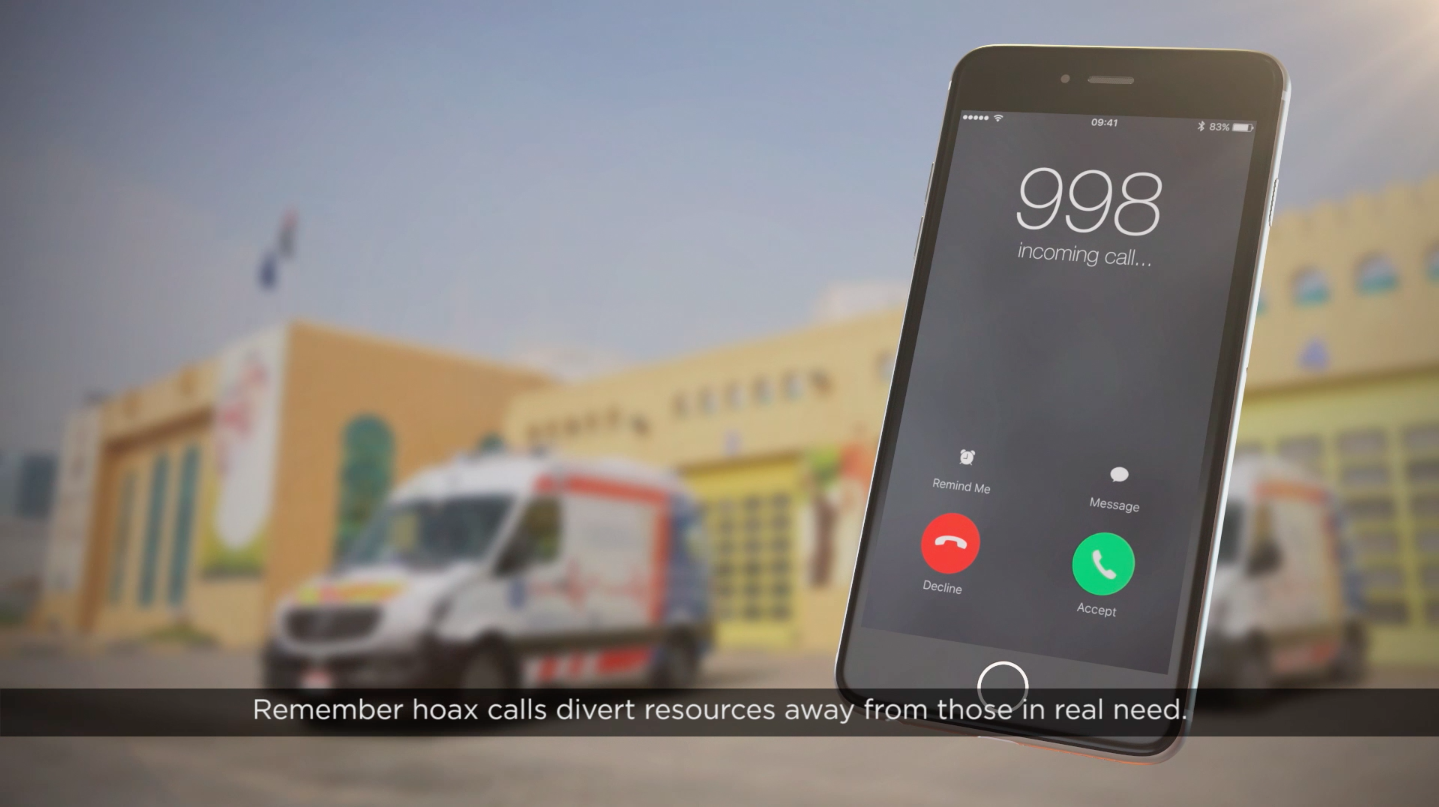 09:41
83%
998
incoming call...
Remind Me
Message
Decline
Accept
Remember hoax calls divert resources away from those in real need.